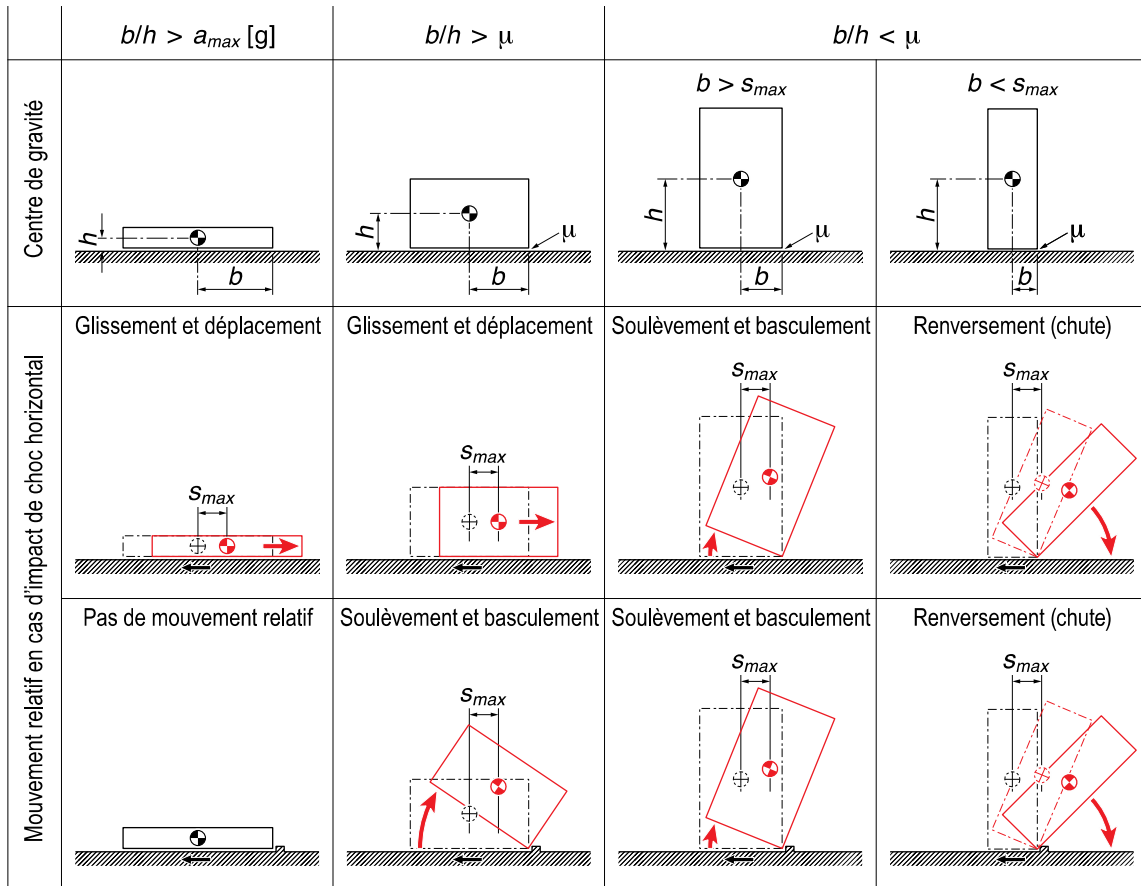 b/h > a_max [g]
b/h > μ
b/h < μ
Centre de gravité
b > s_max
b < s_max
h
b
h
b
μ
h
b
μ
h
b
μ
Mouvement relatif en cas d'impact de choc horizontal
Glissement et déplacement
Glissement et déplacement
Soulèvement et basculement
Renversement (chute)
s_max
s_max
s_max
s_max
Pas de mouvement relatif
Soulèvement et basculement
Soulèvement et basculement
Renversement (chute)
s_max
s_max
s_max